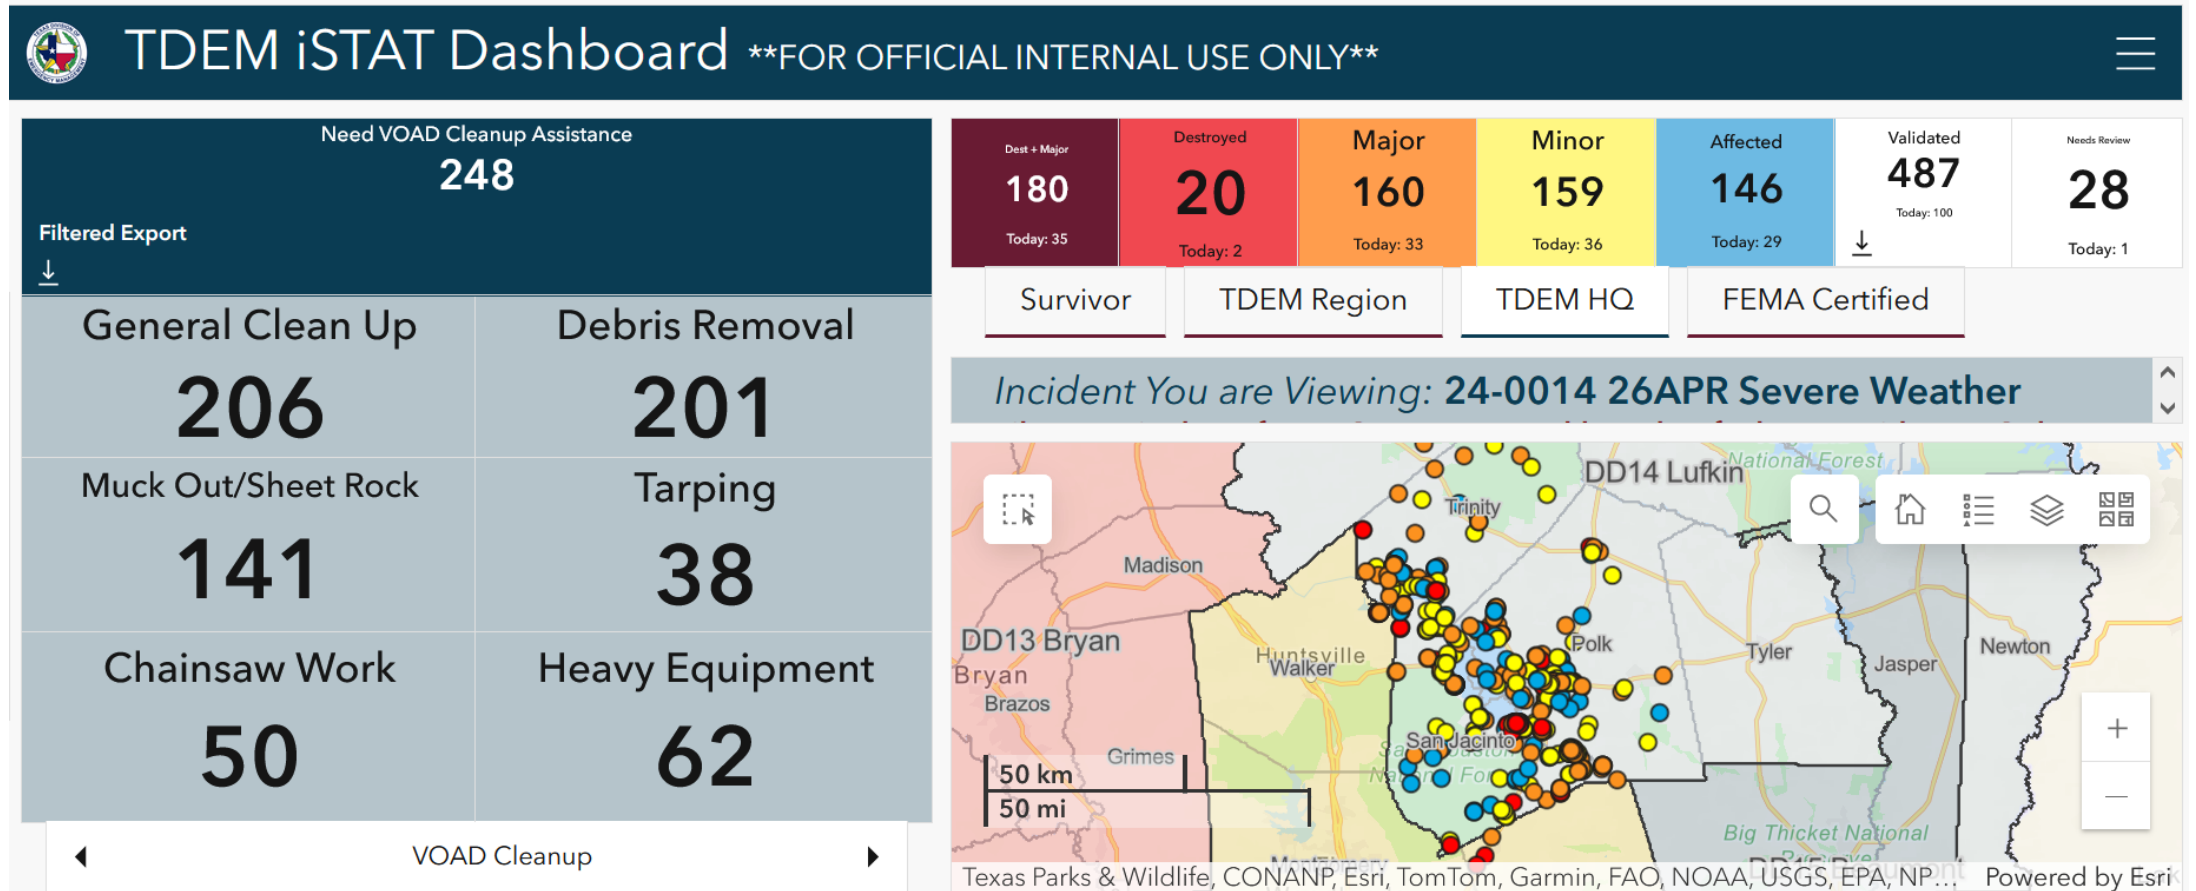 TDEM iSTAT Dashboard **FOR OFFICIAL INTERNAL USE ONLY**
Need VOAD Cleanup Assistance
248
Filtered Export
General Clean Up
206
Debris Removal
201
Muck Out/Sheet Rock
141
Tarping
38
Chainsaw Work
50
Heavy Equipment
62
VOAD Cleanup
Dest + Major
180
Today: 35
Destroyed
20
Today: 2
Major
160
Today: 33
Minor
159
Today: 36
Affected
146
Today: 29
Validated
487
Today: 100
Needs Review
28
Today: 1
Survivor
TDEM Region
TDEM HQ
FEMA Certified
Incident You are Viewing: 24-0014 26APR Severe Weather
National Forest
DD14 Lufkin
Trinity
Madison
DD13 Bryan
Bryan
Brazos
Huntsville
Walker
Polk
Tyler
Jasper
Newton
Grimes
San Jacinto
50 km
50 mi
Big Thicket National
Montgomery
Texas Parks & Wildlife, CONANP, Esri, TomTom, Garmin, FAO, NOAA, USGS, EPA, NP...
Powered by Esri